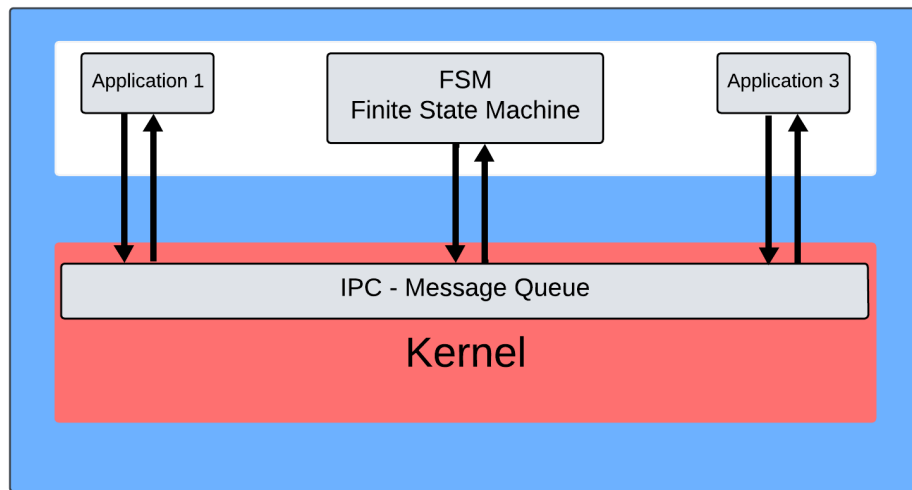 Application 1
FSM
Finite State Machine
Application 3
IPC - Message Queue
Kernel